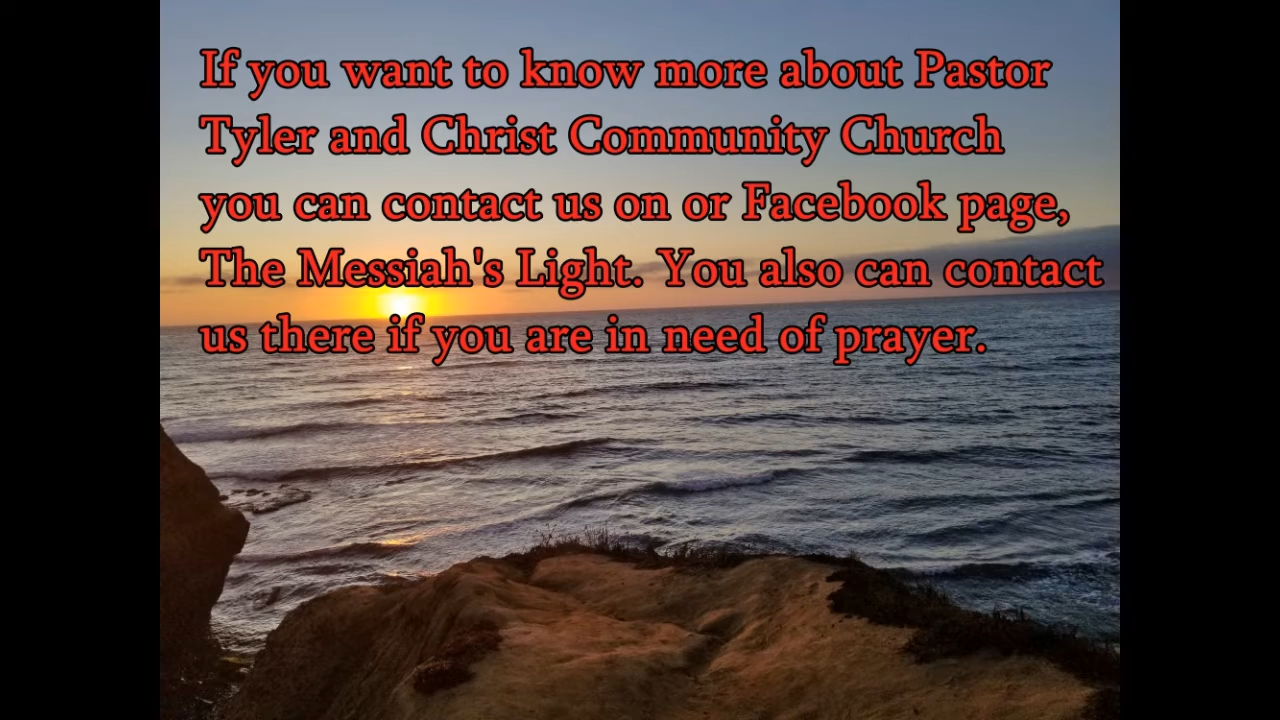 If you want to know more about Pastor
Tyler and Christ Community Church
you can contact us on or Facebook page,
The Messiah's Light. You also can contact
us there if you are in need of prayer.